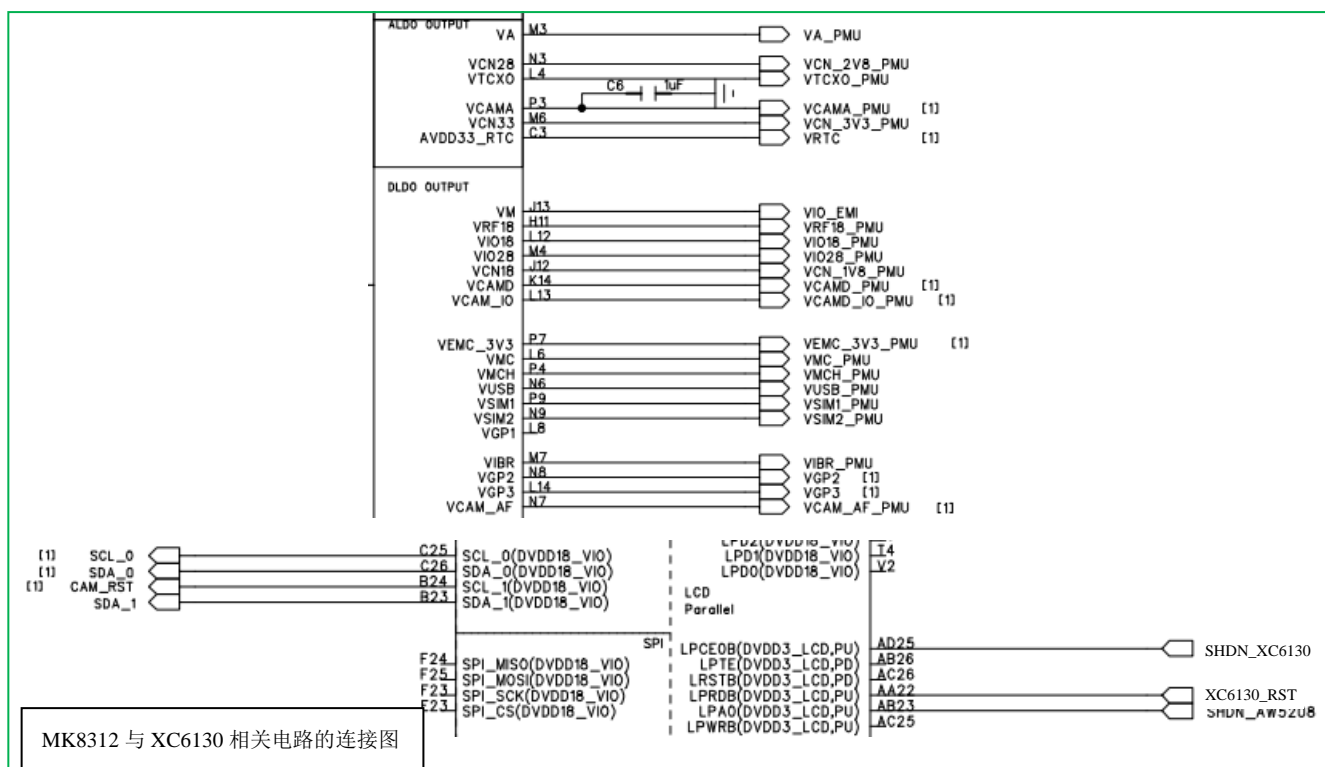 ALDO OUTPUT
VA M3 VA_PMU
VCN28 N3 VCN_2V8_PMU
VTCXO L4 VTCXO_PMU
C6 1uF
VCAMA P3 VCAMA_PMU [1]
VCN33 M6 VCN_3V3_PMU
AVDD33_RTC C3 VRTC [1]
DLDO OUTPUT
VM J13 VIO_EMI
VRF18 H11 VRF18_PMU
VIO18 L12 VIO18_PMU
VIO28 M4 VIO28_PMU
VCN18 J12 VCN_1V8_PMU
VCAMD K14 VCAMD_PMU [1]
VCAM_IO L13 VCAMD_IO_PMU [1]
VEMC_3V3 P7 VEMC_3V3_PMU [1]
VMC L6 VMC_PMU
VMCH P4 VMCH_PMU
VUSB N6 VUSB_PMU
VSIM1 P9 VSIM1_PMU
VSIM2 N9 VSIM2_PMU
VGP1 L8
VIBR M7 VIBR_PMU
VGP2 N8 VGP2 [1]
VGP3 L14 VGP3 [1]
VCAM_AF N7 VCAM_AF_PMU [1]
[1] SCL_0 C25 SCL_0(DVDD18_VIO)
[1] SDA_0 C26 SDA_0(DVDD18_VIO)
[1] CAM_RST B24 SCL_1(DVDD18_VIO)
SDA_1 B23 SDA_1(DVDD18_VIO)
LPD2(DVDD18_VIO)
LPD1(DVDD18_VIO) T4
LPD0(DVDD18_VIO) V2
LCD
Parallel
SPI
F24 SPI_MISO(DVDD18_VIO)
F25 SPI_MOSI(DVDD18_VIO)
F23 SPI_SCK(DVDD18_VIO)
E23 SPI_CS(DVDD18_VIO)
LPCE0B(DVDD3_LCD,PU) AD25 SHDN_XC6130
LPTE(DVDD3_LCD,PD) AB26
LRSTB(DVDD3_LCD,PD) AC26
LPRDB(DVDD3_LCD,PU) AA22 XC6130_RST
LPA0(DVDD3_LCD,PU) AB23 SHDN_AW5208
LPWRB(DVDD3_LCD,PU) AC25
MK8312 与 XC6130 相关电路的连接图